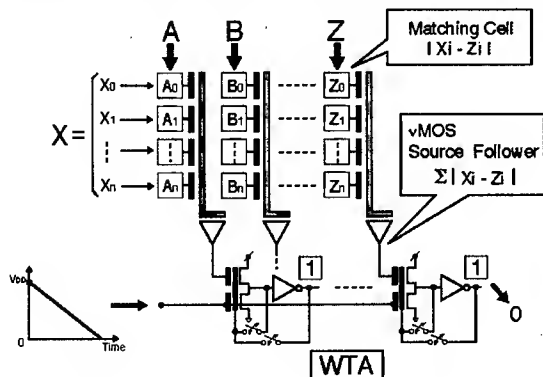 A B Z
Matching Cell
| Xi - Zi |
X0 A0 B0 Z0
X1 A1 B1 Z1
X =
Xn An Bn Zn
νMOS
Source Follower
Σ | Xi - Zi |
VDD
0
Time
1
1
0
WTA